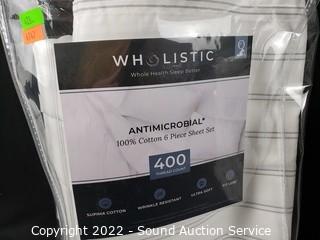 WHOLISTIC
Whole Health Sleep Better
ANTIMICROBIAL*
100% Cotton 6 Piece Sheet Set
400
THREAD COUNT
SUPIMA COTTON
WRINKLE RESISTANT
ULTRA SOFT
Copyright 2022 - Sound Auction Service